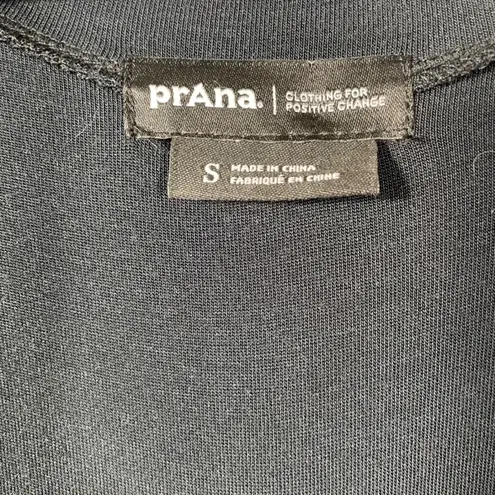 prAna. | CLOTHING FOR
POSITIVE CHANGE
S MADE IN CHINA
FABRIQUÉ EN CHINE